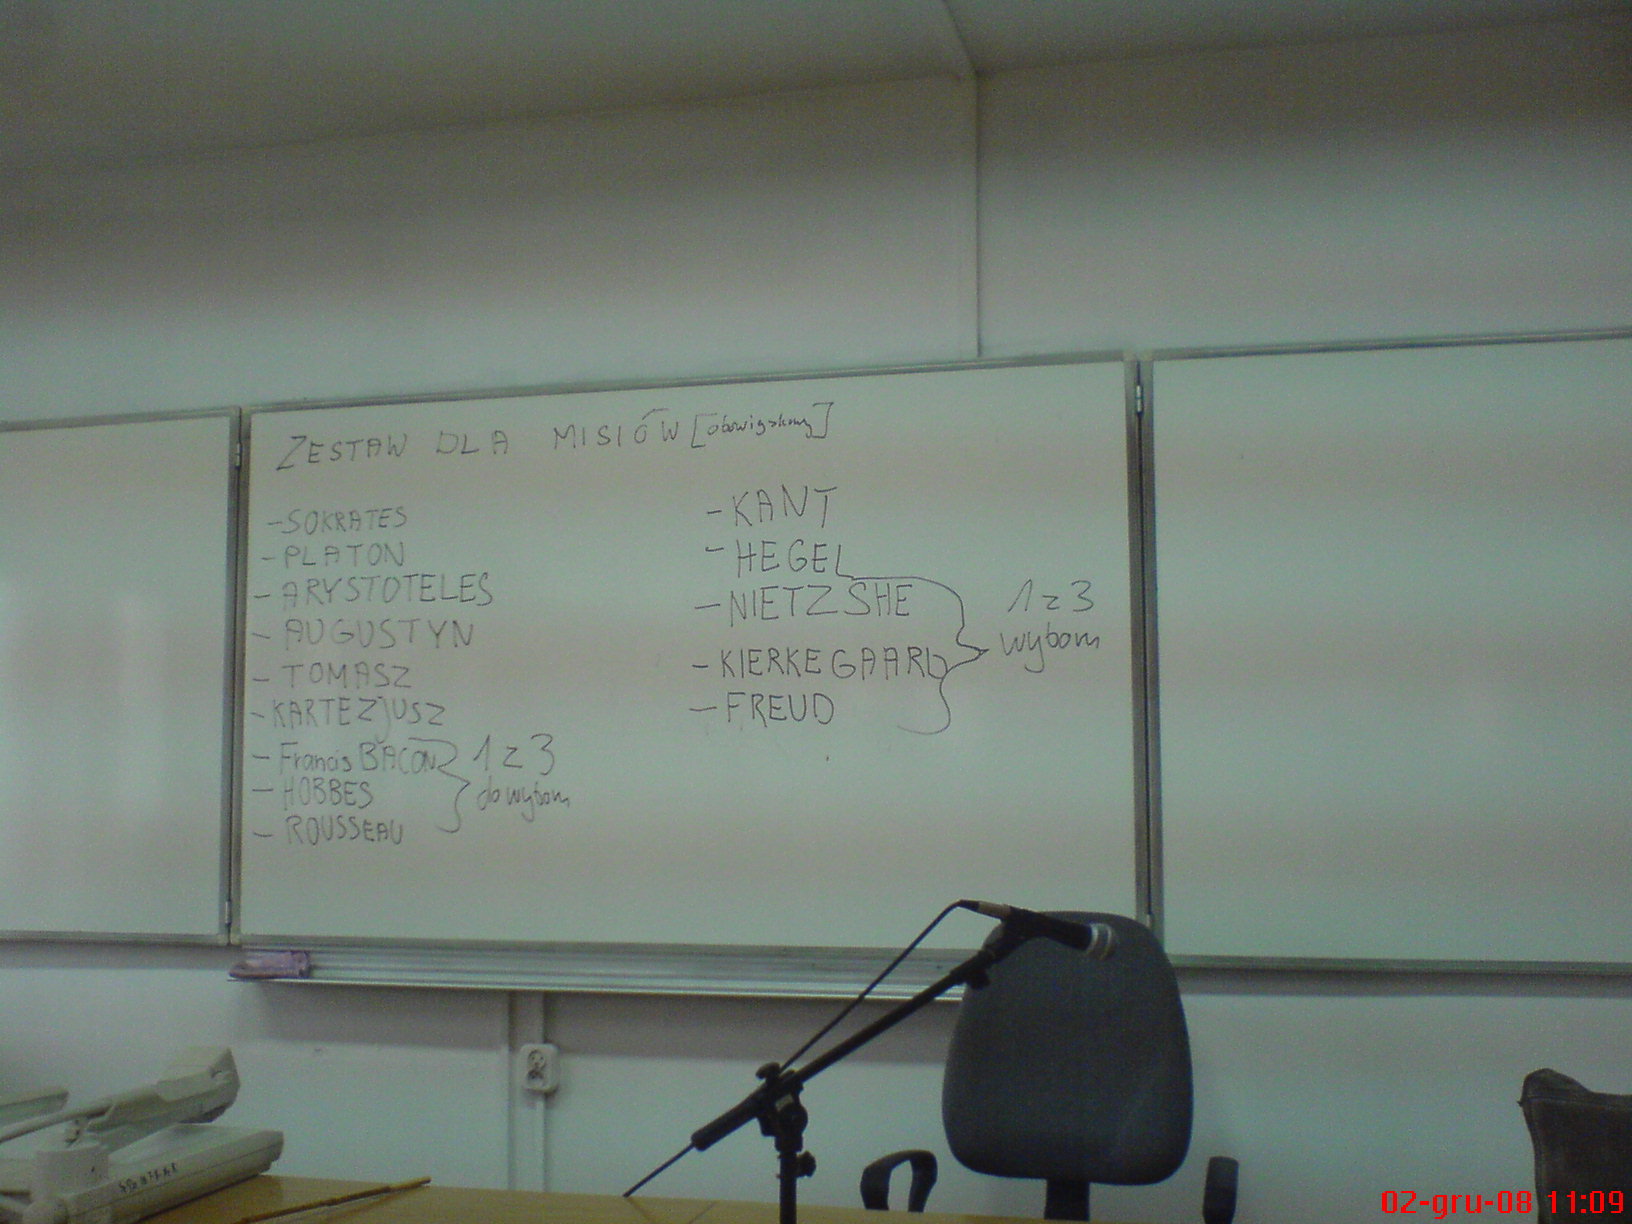 ZESTAW DLA MISIÓW [obowiązkowy]
- SOKRATES
- PLATON
- ARYSTOTELES
- AUGUSTYN
- TOMASZ
- KARTEZJUSZ
- Francis BACON
- HOBBES
- ROUSSEAU
1 z 3
do wyboru
- KANT
- HEGEL
- NIETZSHE
- KIERKEGAARD
- FREUD
1 z 3
wyboru
02-gru-08 11:09